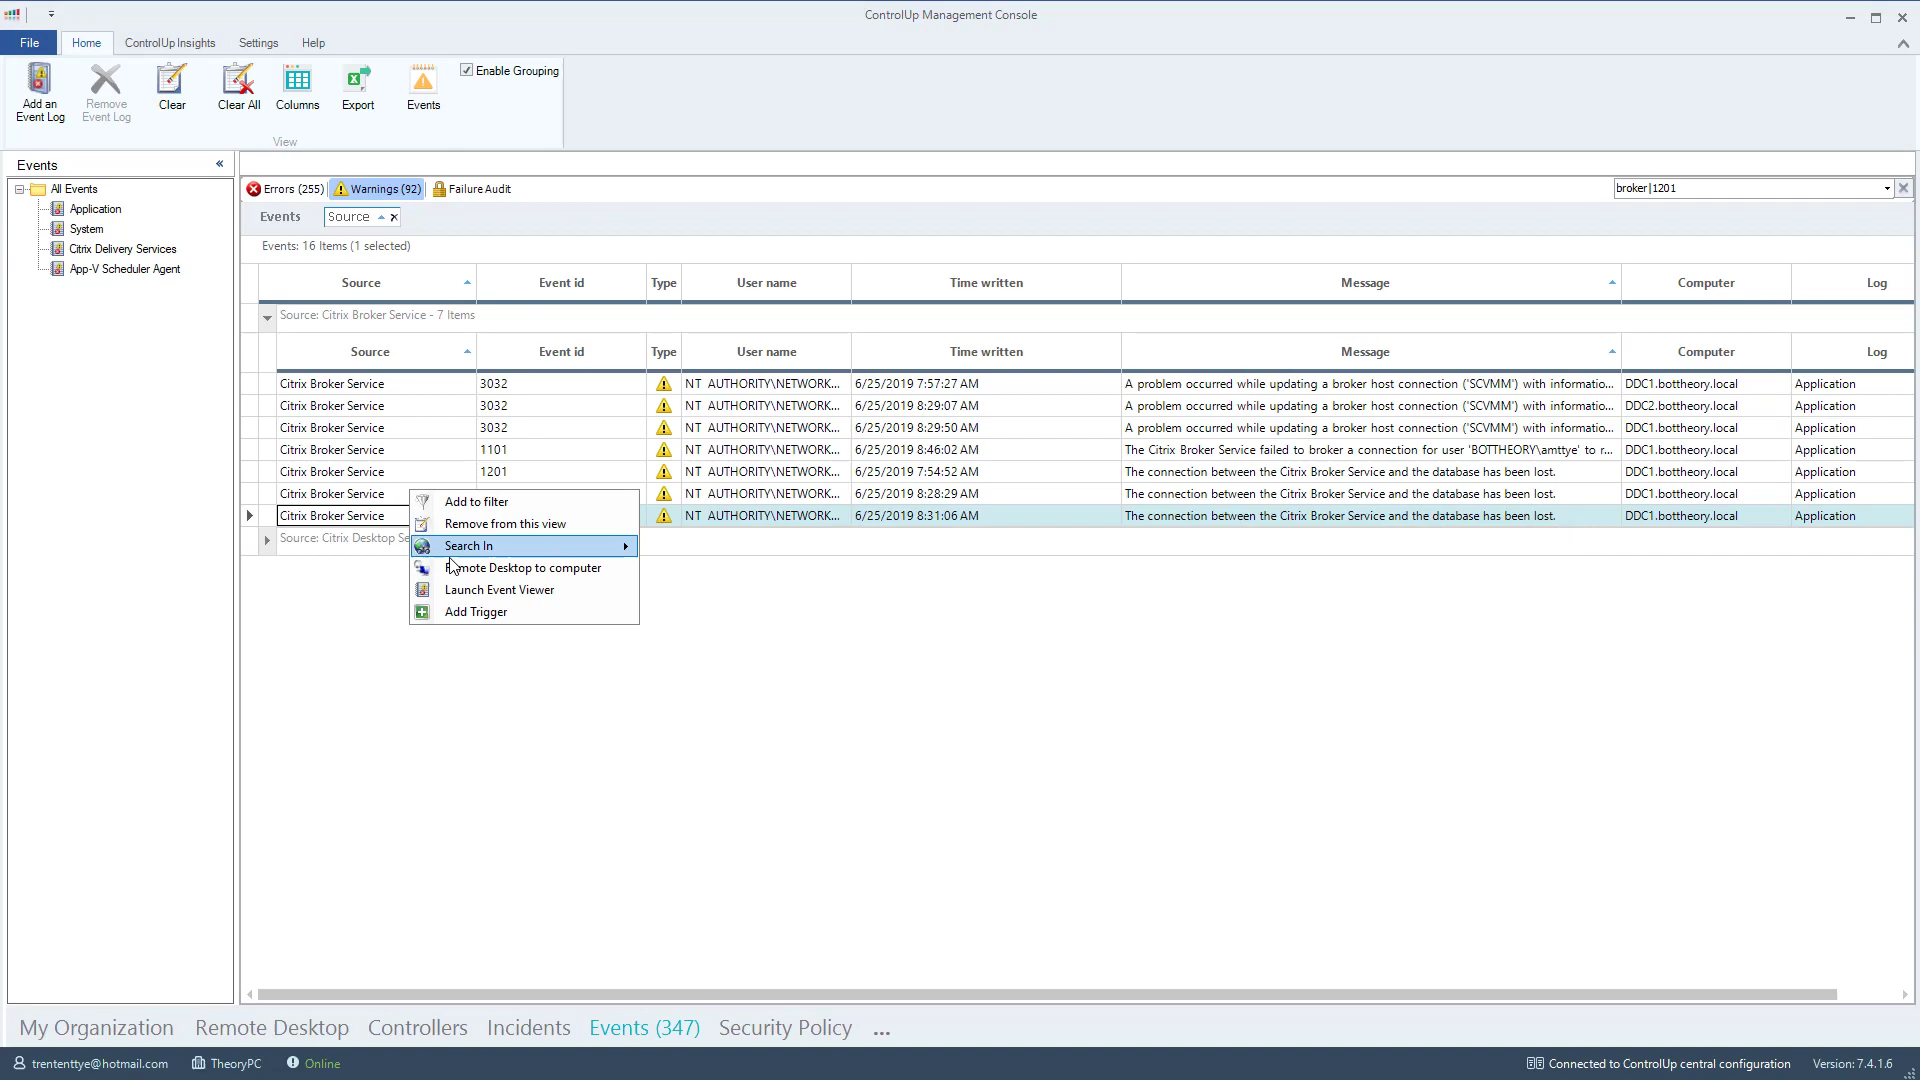 ControlUp Management Console
File Home ControlUp Insights Settings Help
Add an Event Log
Remove Event Log
Clear
Clear All
Columns
Export
Events
Enable Grouping
View
Events «
All Events
Application
System
Citrix Delivery Services
App-V Scheduler Agent
Errors (255) Warnings (92) Failure Audit
broker|1201
Events Source
Events: 16 Items (1 selected)
Source Event id Type User name Time written Message Computer Log
Source: Citrix Broker Service - 7 Items
Source Event id Type User name Time written Message Computer Log
Citrix Broker Service 3032 NT AUTHORITY\NETWORK... 6/25/2019 7:57:27 AM A problem occurred while updating a broker host connection ('SCVMM') with informatio... DDC1.bottheory.local Application
Citrix Broker Service 3032 NT AUTHORITY\NETWORK... 6/25/2019 8:29:07 AM A problem occurred while updating a broker host connection ('SCVMM') with informatio... DDC2.bottheory.local Application
Citrix Broker Service 3032 NT AUTHORITY\NETWORK... 6/25/2019 8:29:50 AM A problem occurred while updating a broker host connection ('SCVMM') with informatio... DDC1.bottheory.local Application
Citrix Broker Service 1101 NT AUTHORITY\NETWORK... 6/25/2019 8:46:02 AM The Citrix Broker Service failed to broker a connection for user 'BOTTHEORY\amttye' to r... DDC1.bottheory.local Application
Citrix Broker Service 1201 NT AUTHORITY\NETWORK... 6/25/2019 7:54:52 AM The connection between the Citrix Broker Service and the database has been lost. DDC1.bottheory.local Application
Citrix Broker Service NT AUTHORITY\NETWORK... 6/25/2019 8:28:29 AM The connection between the Citrix Broker Service and the database has been lost. DDC1.bottheory.local Application
Citrix Broker Service NT AUTHORITY\NETWORK... 6/25/2019 8:31:06 AM The connection between the Citrix Broker Service and the database has been lost. DDC1.bottheory.local Application
Source: Citrix Desktop Se
Add to filter
Remove from this view
Search In
Remote Desktop to computer
Launch Event Viewer
Add Trigger
My Organization Remote Desktop Controllers Incidents Events (347) Security Policy ...
trententtye@hotmail.com TheoryPC Online Connected to ControlUp central configuration Version: 7.4.1.6